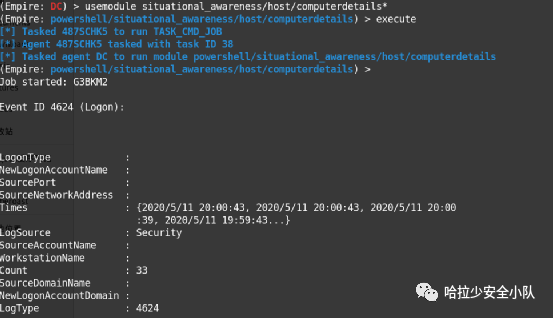 (Empire: DC) > usemodule situational_awareness/host/computerdetails*
(Empire: powershell/situational_awareness/host/computerdetails) > execute
[*] Tasked 487SCHK5 to run TASK_CMD_JOB
[*] Agent 487SCHK5 tasked with task ID 38
[*] Tasked agent DC to run module powershell/situational_awareness/host/computerdetails
(Empire: powershell/situational_awareness/host/computerdetails) >
Job started: G3BKM2
Event ID 4624 (Logon):
LogonType :
NewLogonAccountName :
SourcePort :
SourceNetworkAddress :
Times : {2020/5/11 20:00:43, 2020/5/11 20:00:43, 2020/5/11 20:00
:39, 2020/5/11 19:59:43...}
LogSource : Security
SourceAccountName :
WorkstationName :
Count : 33
SourceDomainName :
NewLogonAccountDomain :
LogType : 4624
哈拉少安全小队